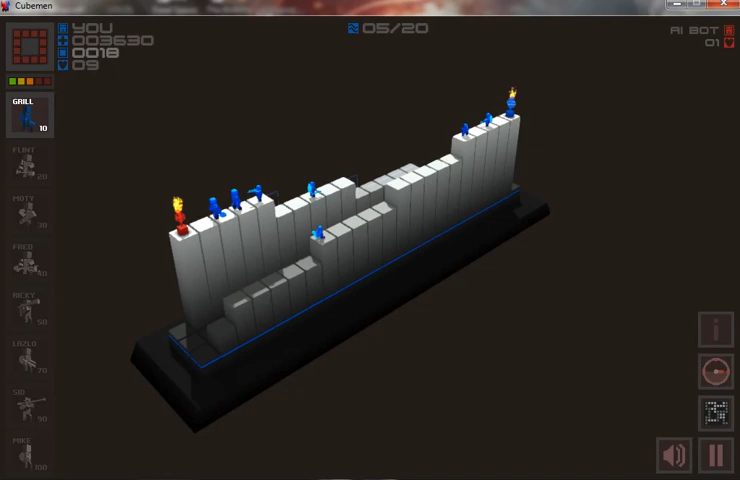 Cubemen
YOU
003630
0018
09
05/20
AI BOT
01
GRILL
10
FLINT
20
MOTY
30
FRED
40
RICKY
50
LAZLO
70
SID
90
MIKE
100